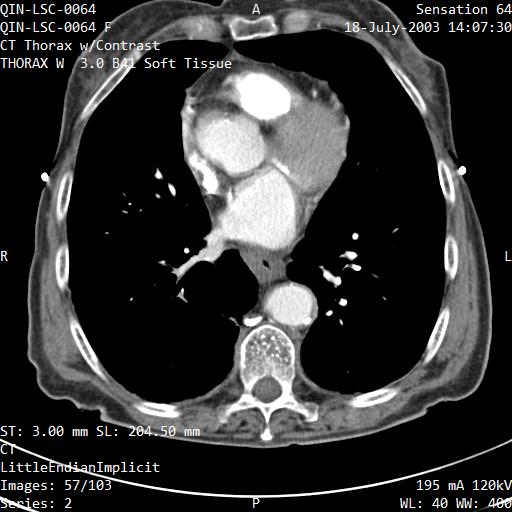 QIN-LSC-0064
A
Sensation 64
QIN-LSC-0064 F
18-July-2003 14:07:30
CT Thorax w/Contrast
THORAX W 3.0 B41 Soft Tissue
R
L
ST: 3.00 mm SL: 204.50 mm
CT
LittleEndianImplicit
Images: 57/103
195 mA 120kV
Series: 2
P
WL: 40 WW: 400